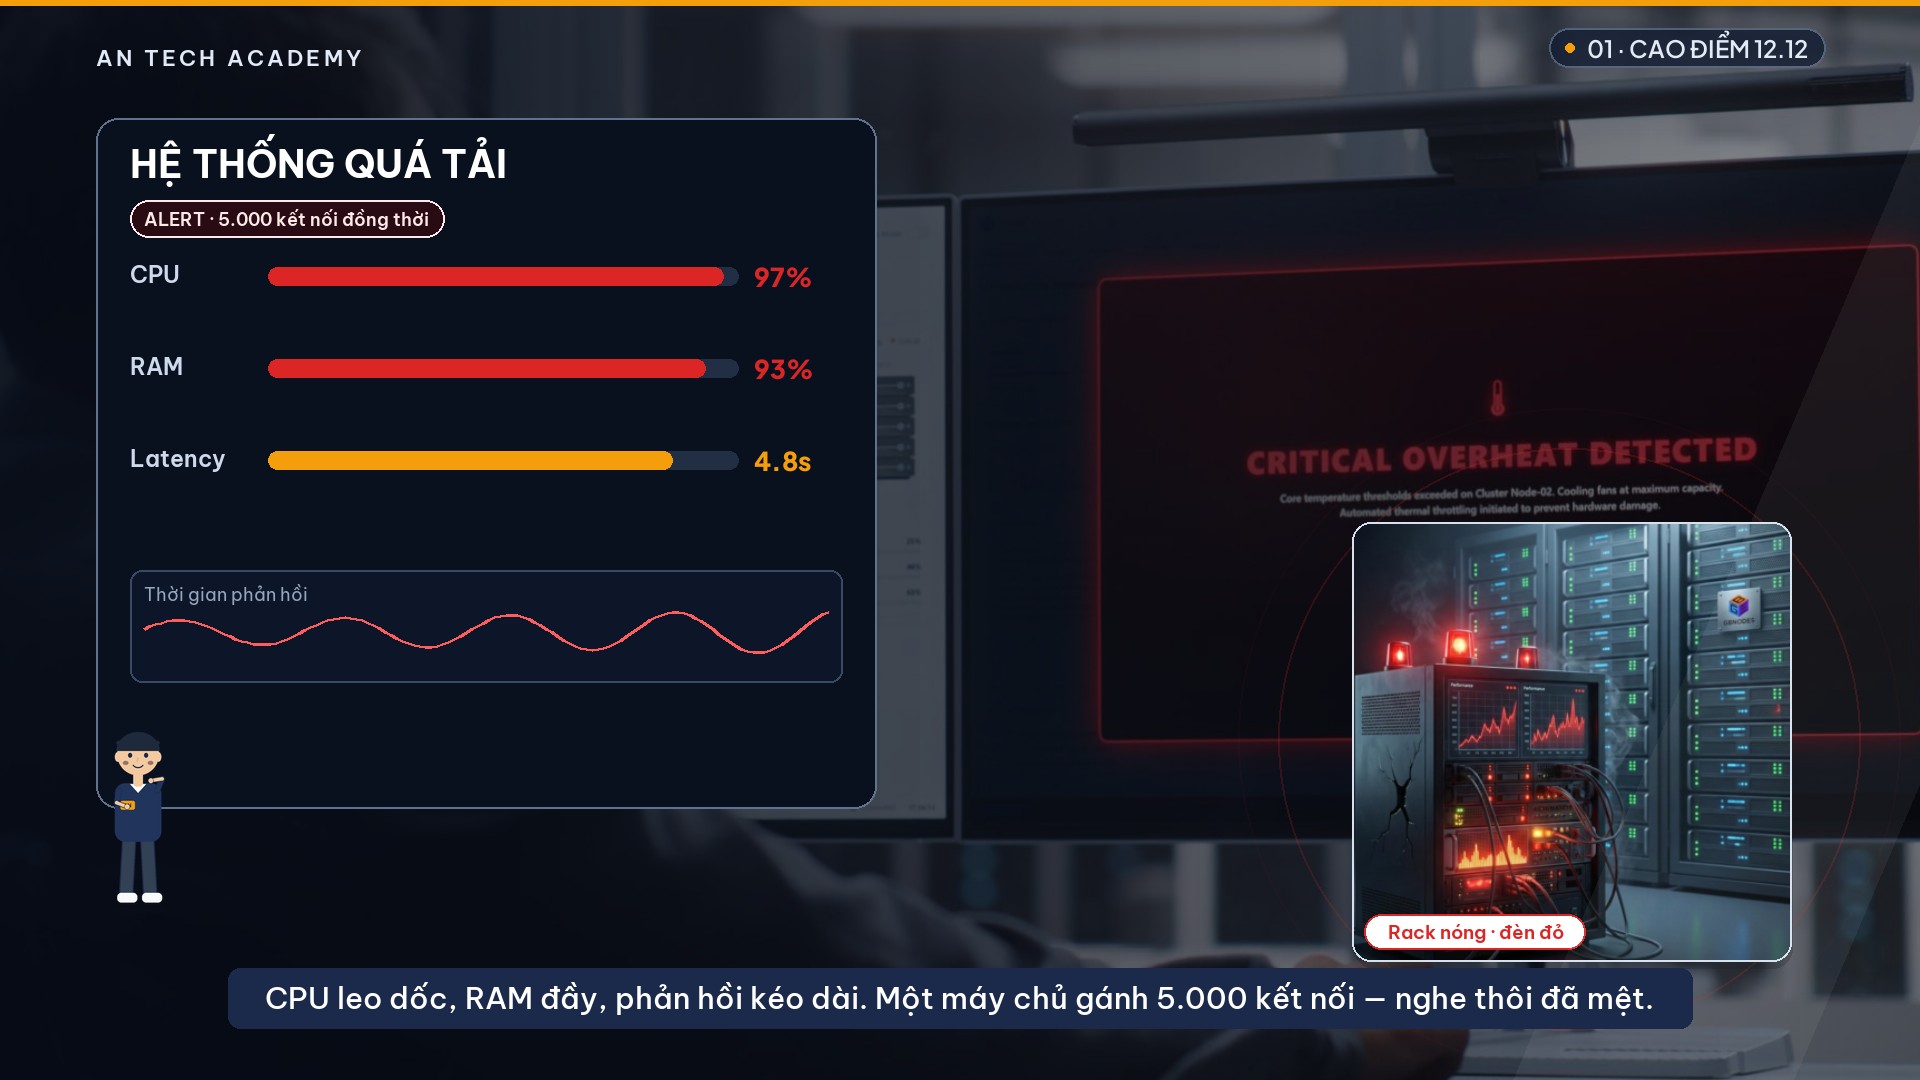 AN TECH ACADEMY
01 · CAO ĐIỂM 12.12
HỆ THỐNG QUÁ TẢI
ALERT · 5.000 kết nối đồng thời
CPU
97%
RAM
93%
Latency
4.8s
Thời gian phản hồi
CRITICAL OVERHEAT DETECTED
Core temperature thresholds exceeded on Cluster Node-02. Cooling fans at maximum capacity.
Automated thermal throttling initiated to prevent hardware damage.
GBNODES
Rack nóng · đèn đỏ
CPU leo dốc, RAM đầy, phản hồi kéo dài. Một máy chủ gánh 5.000 kết nối — nghe thôi đã mệt.